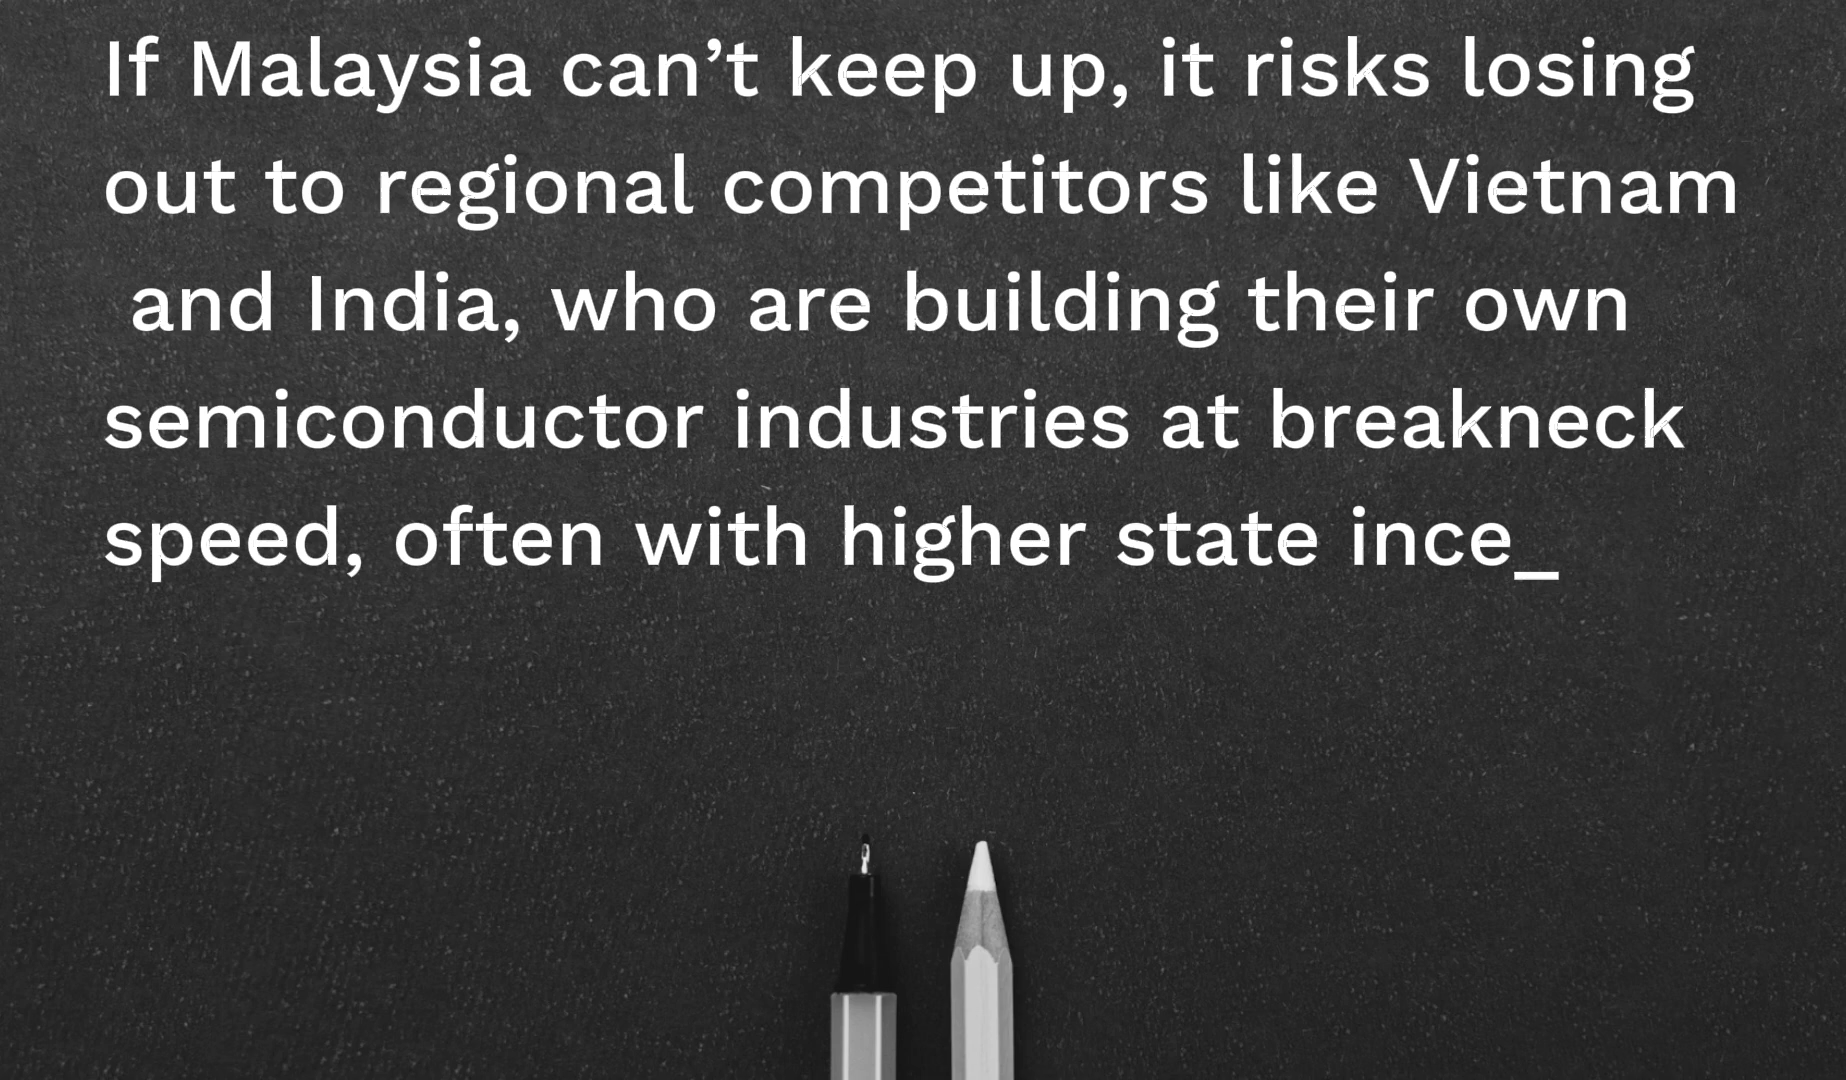 If Malaysia can’t keep up, it risks losing
out to regional competitors like Vietnam
and India, who are building their own
semiconductor industries at breakneck
speed, often with higher state ince_